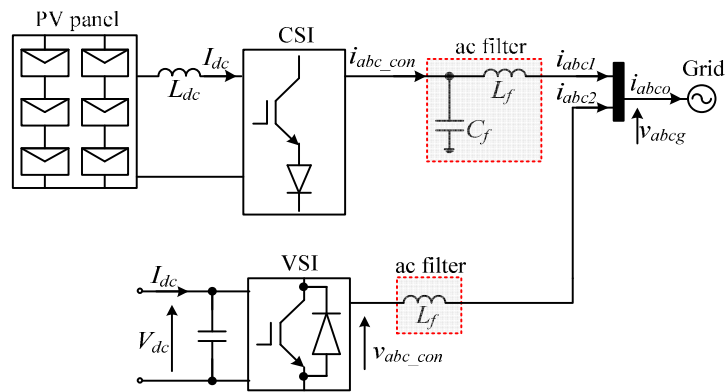 PV panel
CSI
ac filter
Grid
I_dc
L_dc
i_abc_con
L_f
C_f
i_abc1
i_abc2
i_abco
v_abcg
VSI
ac filter
I_dc
V_dc
L_f
v_abc_con